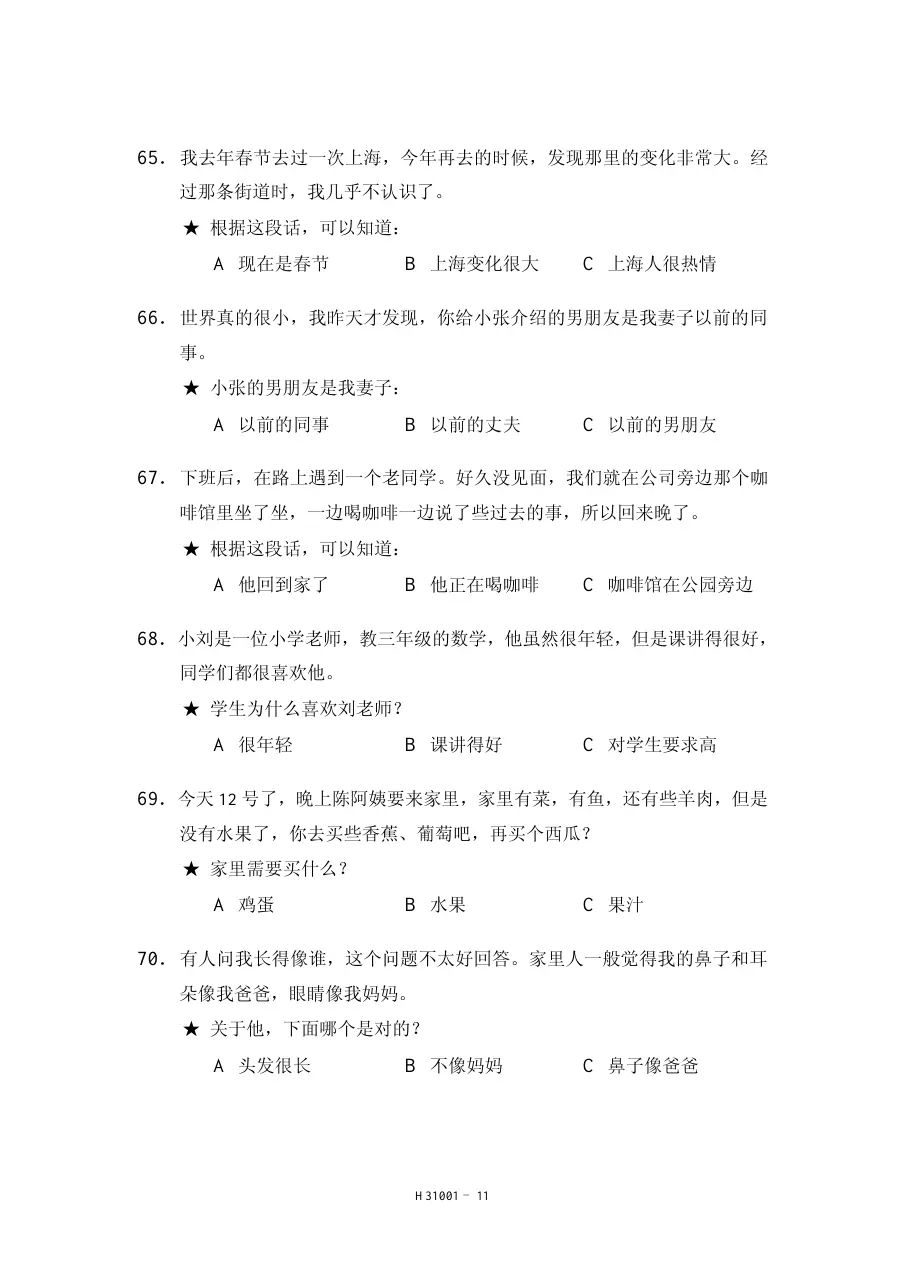 65. 我去年春节去过一次上海，今年再去的时候，发现那里的变化非常大。经
过那条街道时，我几乎不认识了。
★ 根据这段话，可以知道：
A 现在是春节 B 上海变化很大 C 上海人很热情
66. 世界真的很小，我昨天才发现，你给小张介绍的男朋友是我妻子以前的同
事。
★ 小张的男朋友是我妻子：
A 以前的同事 B 以前的丈夫 C 以前的男朋友
67. 下班后，在路上遇到一个老同学。好久没见面，我们就在公司旁边那个咖
啡馆里坐了坐，一边喝咖啡一边说了些过去的事，所以回来晚了。
★ 根据这段话，可以知道：
A 他回到家了 B 他正在喝咖啡 C 咖啡馆在公园旁边
68. 小刘是一位小学老师，教三年级的数学，他虽然很年轻，但是课讲得很好，
同学们都很喜欢他。
★ 学生为什么喜欢刘老师？
A 很年轻 B 课讲得好 C 对学生要求高
69. 今天 12 号了，晚上陈阿姨要来家里，家里有菜，有鱼，还有些羊肉，但是
没有水果了，你去买些香蕉、葡萄吧，再买个西瓜？
★ 家里需要买什么？
A 鸡蛋 B 水果 C 果汁
70. 有人问我长得像谁，这个问题不太好回答。家里人一般觉得我的鼻子和耳
朵像我爸爸，眼睛像我妈妈。
★ 关于他，下面哪个是对的？
A 头发很长 B 不像妈妈 C 鼻子像爸爸
H31001 - 11